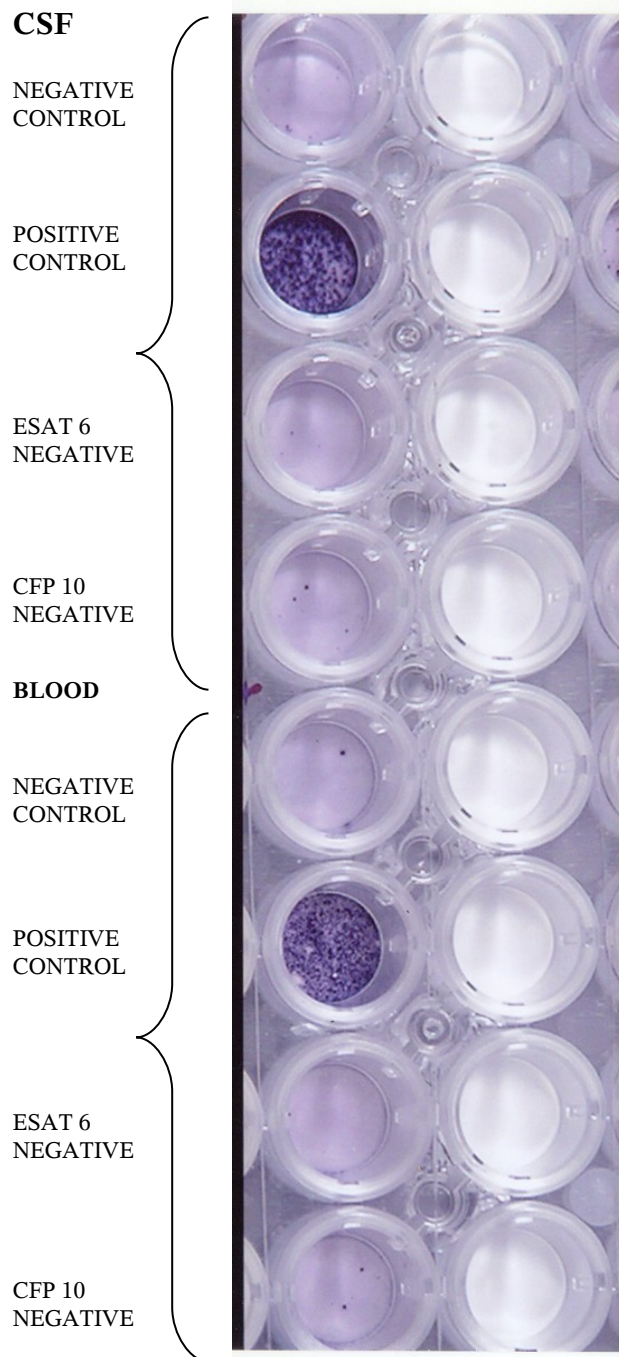 CSF
NEGATIVE
CONTROL
POSITIVE
CONTROL
ESAT 6
NEGATIVE
CFP 10
NEGATIVE
BLOOD
NEGATIVE
CONTROL
POSITIVE
CONTROL
ESAT 6
NEGATIVE
CFP 10
NEGATIVE